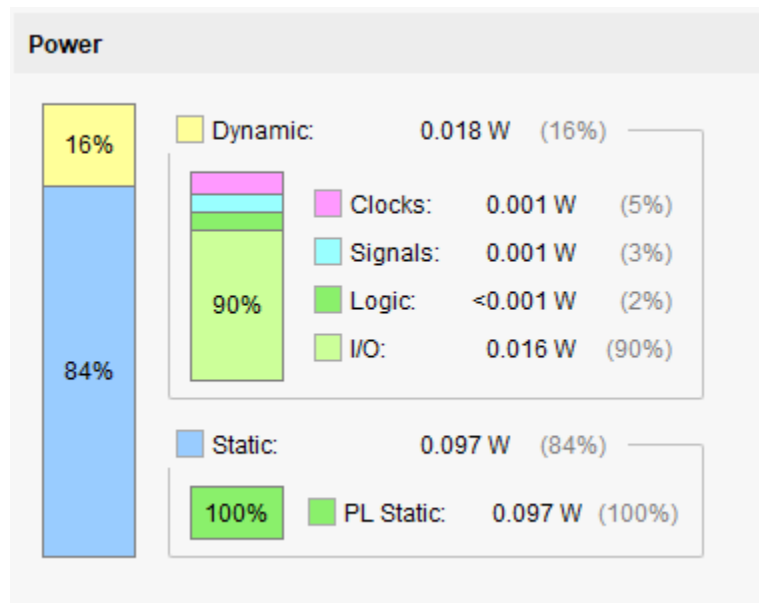 Power
16%
84%
Dynamic: 0.018 W (16%)
Clocks: 0.001 W (5%)
Signals: 0.001 W (3%)
Logic: <0.001 W (2%)
90%
I/O: 0.016 W (90%)
Static: 0.097 W (84%)
100%
PL Static: 0.097 W (100%)